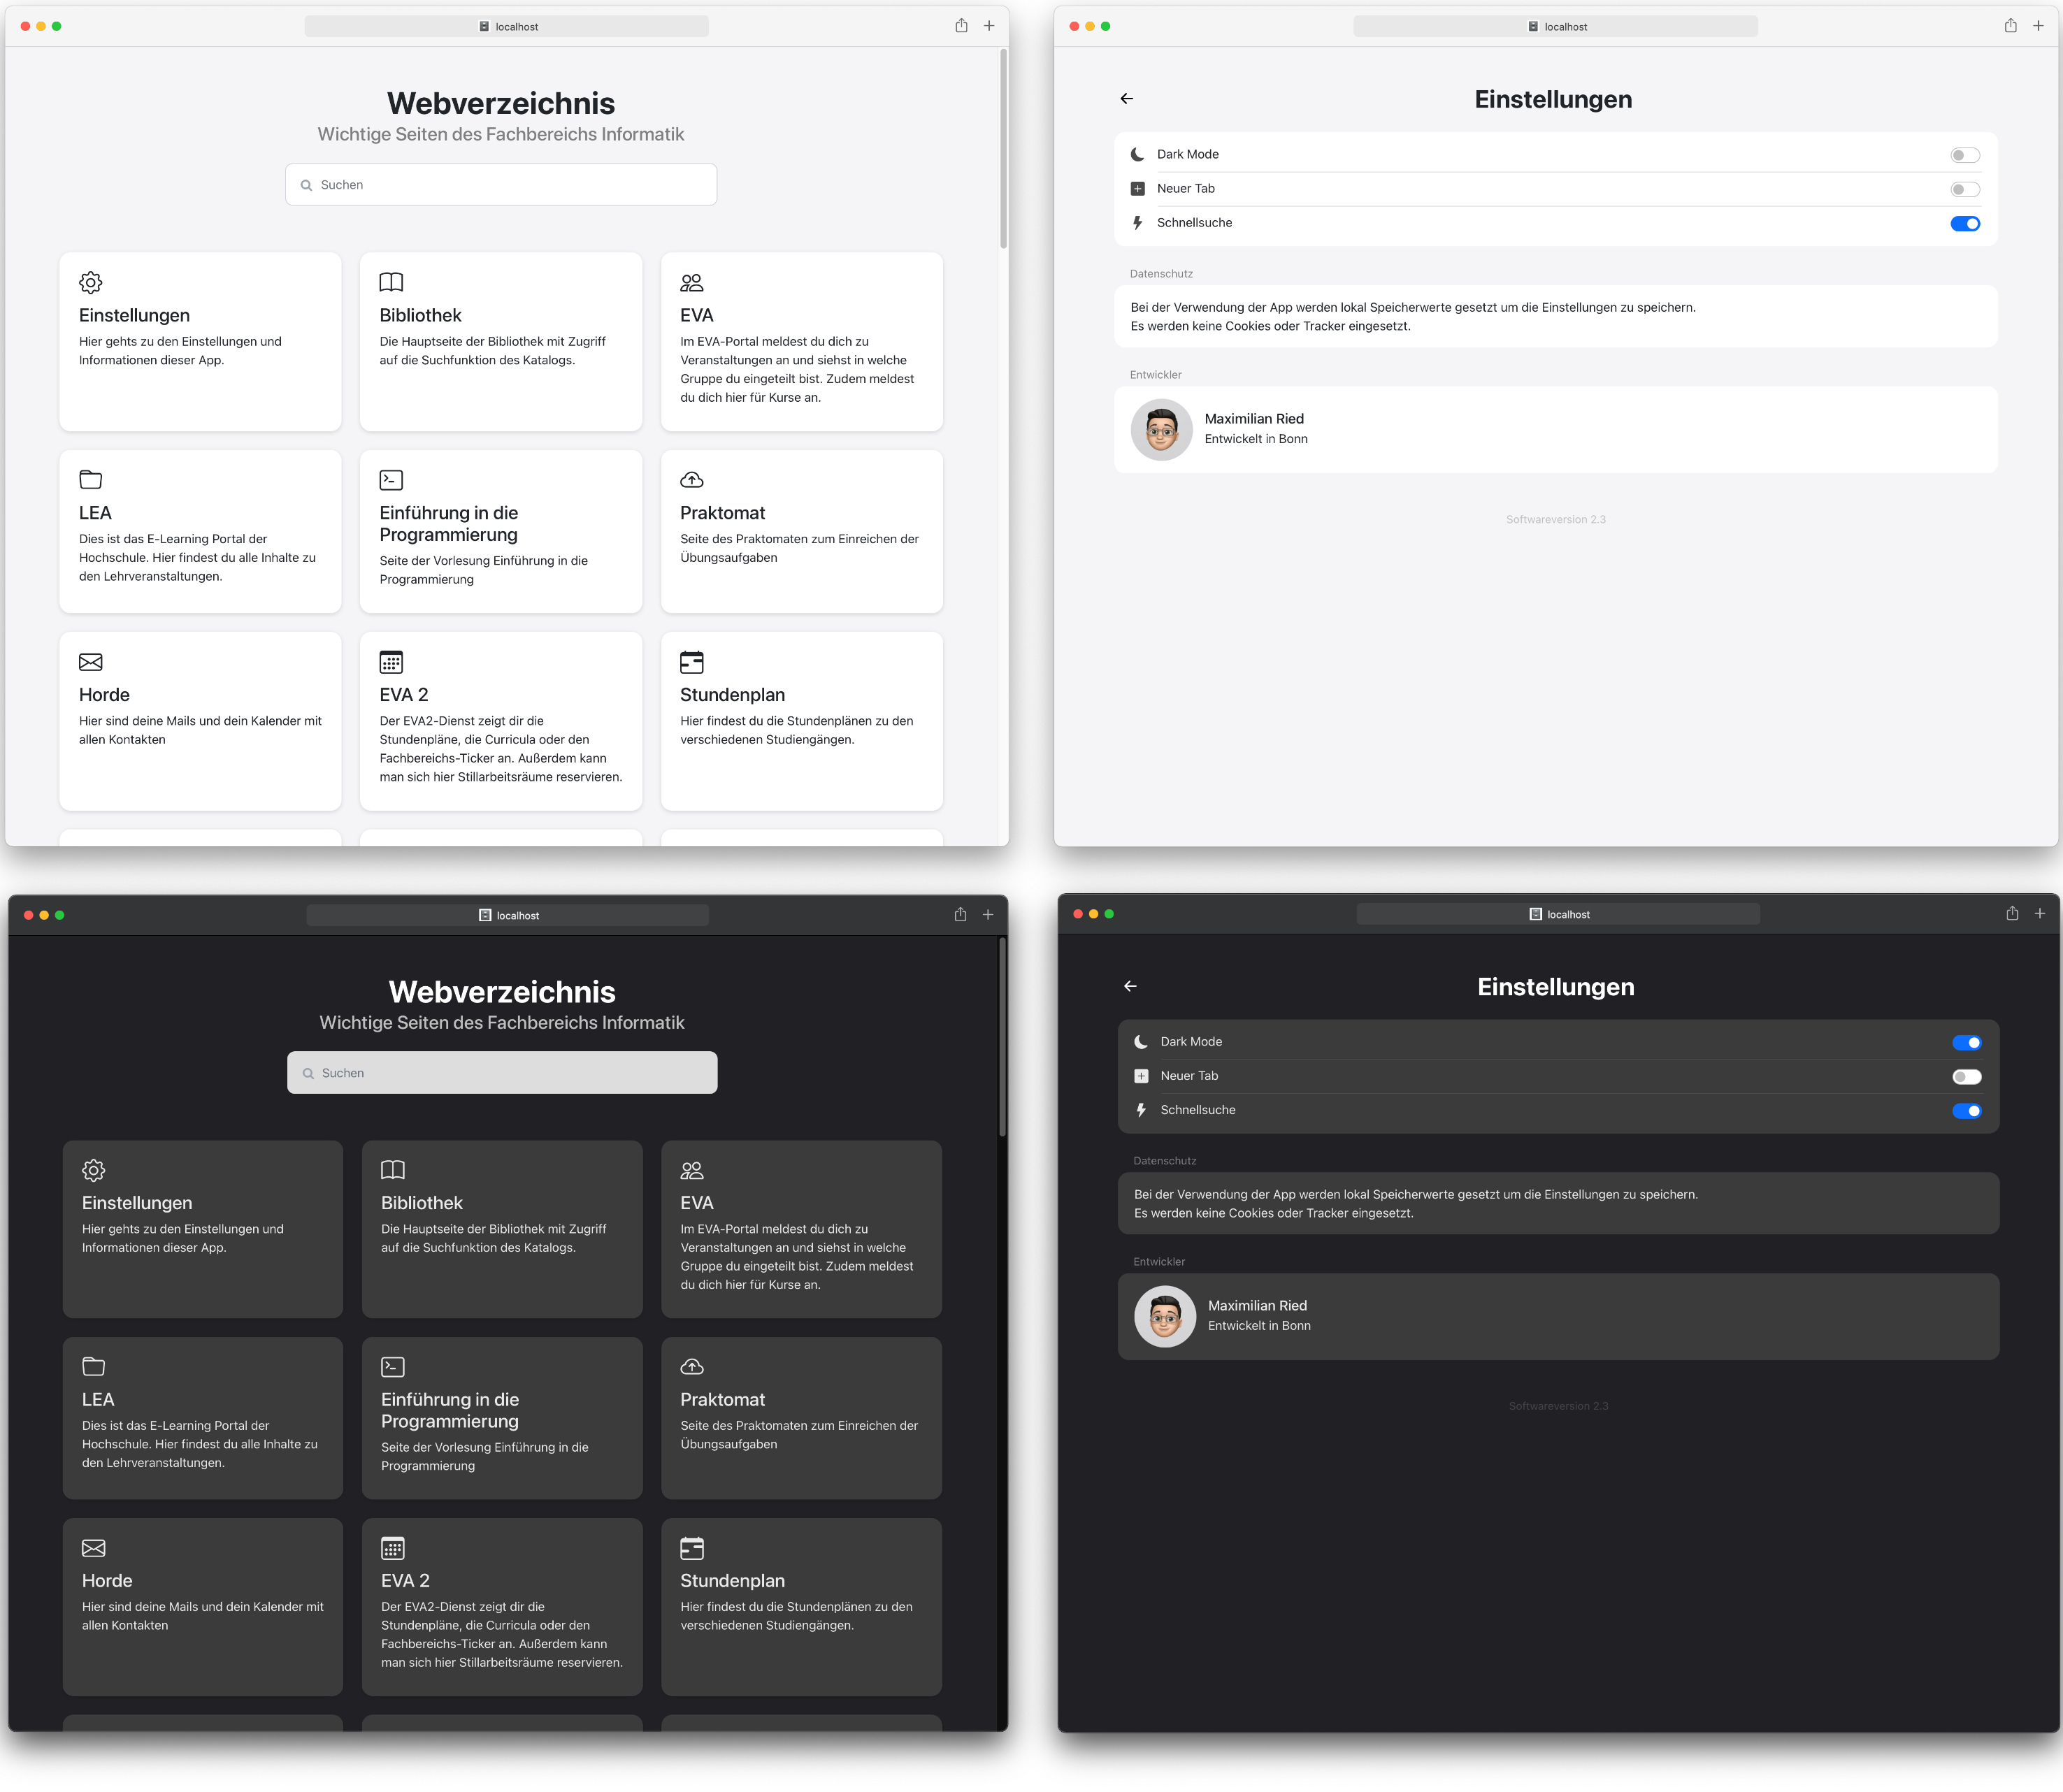 localhost
Webverzeichnis
Wichtige Seiten des Fachbereichs Informatik
Suchen
Einstellungen
Hier gehts zu den Einstellungen und
Informationen dieser App.
Bibliothek
Die Hauptseite der Bibliothek mit Zugriff
auf die Suchfunktion des Katalogs.
EVA
Im EVA-Portal meldest du dich zu
Veranstaltungen an und siehst in welche
Gruppe du eingeteilt bist. Zudem meldest
du dich hier für Kurse an.
LEA
Dies ist das E-Learning Portal der
Hochschule. Hier findest du alle Inhalte zu
den Lehrveranstaltungen.
Einführung in die
Programmierung
Seite der Vorlesung Einführung in die
Programmierung
Praktomat
Seite des Praktomaten zum Einreichen der
Übungsaufgaben
Horde
Hier sind deine Mails und dein Kalender mit
allen Kontakten
EVA 2
Der EVA2-Dienst zeigt dir die
Stundenpläne, die Curricula oder den
Fachbereichs-Ticker an. Außerdem kann
man sich hier Stillarbeitsräume reservieren.
Stundenplan
Hier findest du die Stundenplänen zu den
verschiedenen Studiengängen.
localhost
Einstellungen
Dark Mode
Neuer Tab
Schnellsuche
Datenschutz
Bei der Verwendung der App werden lokal Speicherwerte gesetzt um die Einstellungen zu speichern.
Es werden keine Cookies oder Tracker eingesetzt.
Entwickler
Maximilian Ried
Entwickelt in Bonn
Softwareversion 2.3
localhost
Webverzeichnis
Wichtige Seiten des Fachbereichs Informatik
Suchen
Einstellungen
Hier gehts zu den Einstellungen und
Informationen dieser App.
Bibliothek
Die Hauptseite der Bibliothek mit Zugriff
auf die Suchfunktion des Katalogs.
EVA
Im EVA-Portal meldest du dich zu
Veranstaltungen an und siehst in welche
Gruppe du eingeteilt bist. Zudem meldest
du dich hier für Kurse an.
LEA
Dies ist das E-Learning Portal der
Hochschule. Hier findest du alle Inhalte zu
den Lehrveranstaltungen.
Einführung in die
Programmierung
Seite der Vorlesung Einführung in die
Programmierung
Praktomat
Seite des Praktomaten zum Einreichen der
Übungsaufgaben
Horde
Hier sind deine Mails und dein Kalender mit
allen Kontakten
EVA 2
Der EVA2-Dienst zeigt dir die
Stundenpläne, die Curricula oder den
Fachbereichs-Ticker an. Außerdem kann
man sich hier Stillarbeitsräume reservieren.
Stundenplan
Hier findest du die Stundenplänen zu den
verschiedenen Studiengängen.
localhost
Einstellungen
Dark Mode
Neuer Tab
Schnellsuche
Datenschutz
Bei der Verwendung der App werden lokal Speicherwerte gesetzt um die Einstellungen zu speichern.
Es werden keine Cookies oder Tracker eingesetzt.
Entwickler
Maximilian Ried
Entwickelt in Bonn
Softwareversion 2.3